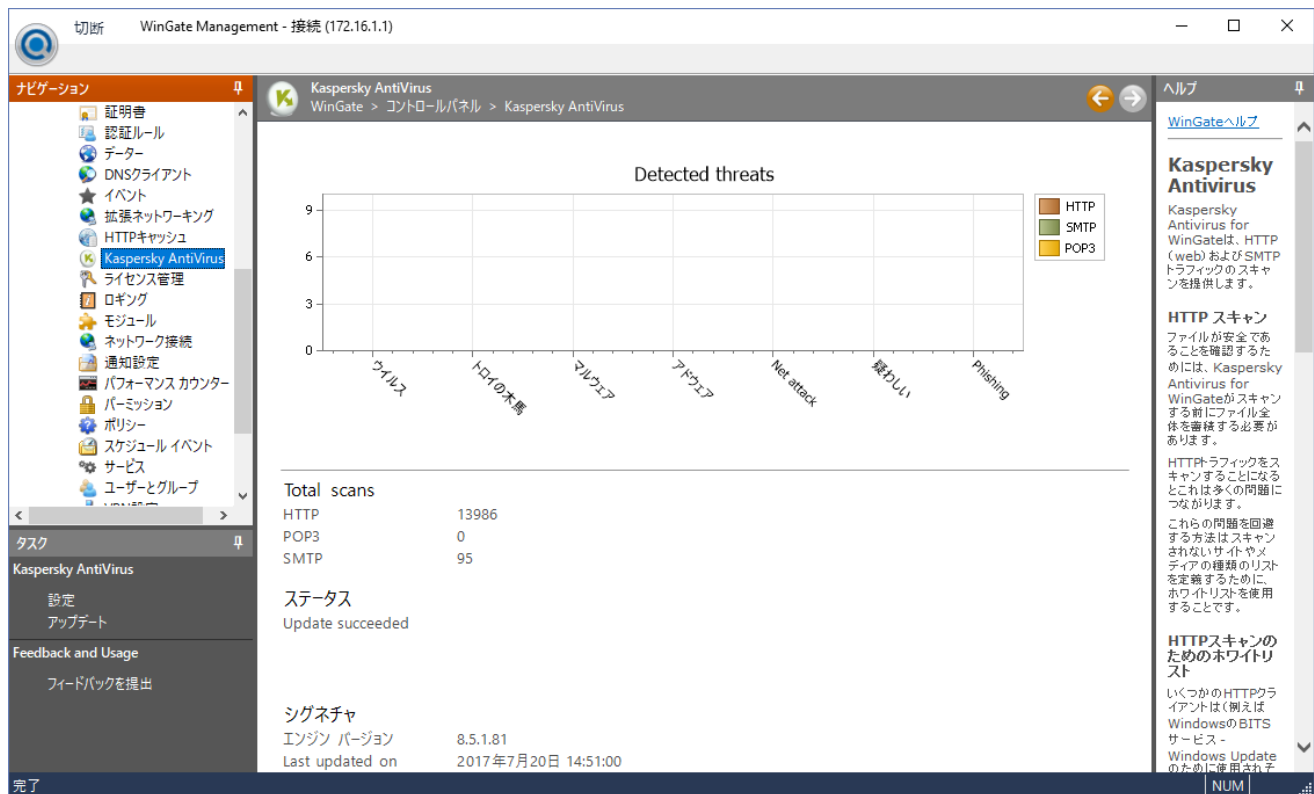 切断
WinGate Management - 接続 (172.16.1.1)
ナビゲーション
証明書
認証ルール
データー
DNSクライアント
イベント
拡張ネットワーキング
HTTPキャッシュ
Kaspersky AntiVirus
ライセンス管理
ロギング
モジュール
ネットワーク接続
通知設定
パフォーマンス カウンター
パーミッション
ポリシー
スケジュール イベント
サービス
ユーザーとグループ
タスク
Kaspersky AntiVirus
設定
アップデート
Feedback and Usage
フィードバックを提出
Kaspersky AntiVirus
WinGate > コントロールパネル > Kaspersky AntiVirus
Detected threats
9
6
3
0
ウイルス
トロイの木馬
マルウェア
アドウェア
Net attack
疑わしい
Phishing
HTTP
SMTP
POP3
Total scans
HTTP 13986
POP3 0
SMTP 95
ステータス
Update succeeded
シグネチャ
エンジン バージョン 8.5.1.81
Last updated on 2017年7月20日 14:51:00
ヘルプ
WinGateヘルプ
Kaspersky
Antivirus
Kaspersky
Antivirus for
WinGateは、HTTP
(web) およびSMTP
トラフィックのスキャ
ンを提供します。
HTTP スキャン
ファイルが安全であ
ることを確認するた
めには、Kaspersky
Antivirus for
WinGateがスキャン
する前にファイル全
体を蓄積する必要が
あります。
HTTPトラフィックをス
キャンすることになる
とこれは多くの問題に
つながります。
これらの問題を回避
する方法はスキャン
されないサイトやメ
ディアの種類のリスト
を定義するために、
ホワイトリストを使用
することです。
HTTPスキャンの
ためのホワイトリ
スト
いくつかのHTTPクラ
イアントは(例えば
WindowsのBITS
サービス -
Windows Update
のために使用されそ
完了
NUM